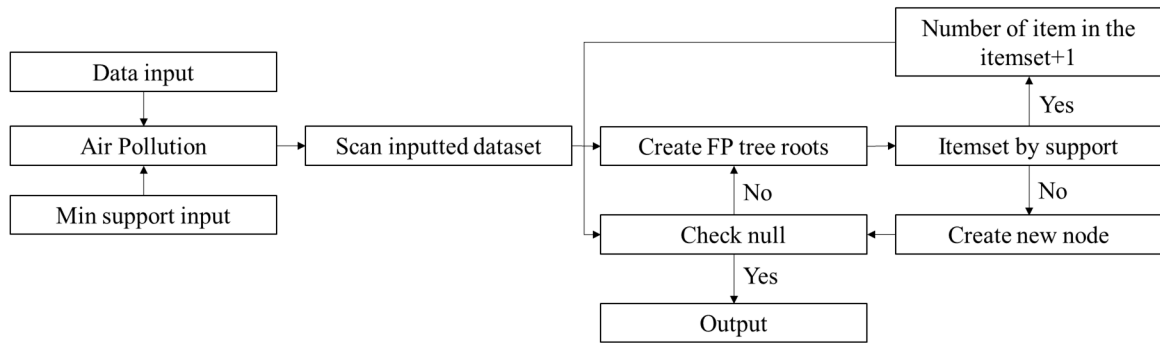 Number of item in the
itemset+1
Data input
Yes
Air Pollution
Scan inputted dataset
Create FP tree roots
Itemset by support
No
No
Min support input
Check null
Create new node
Yes
Output